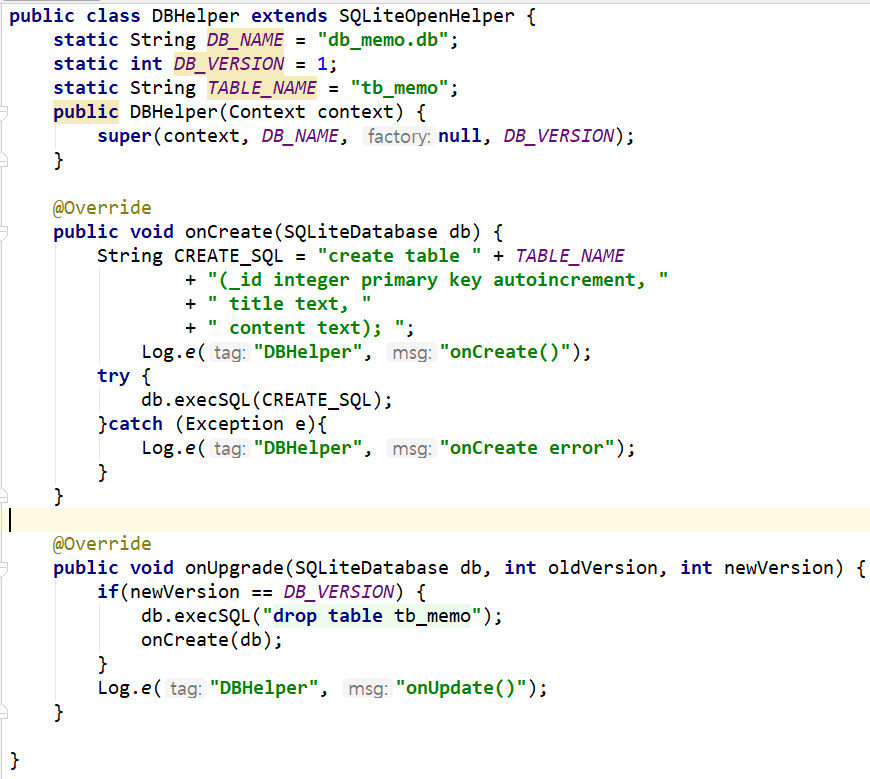 public class DBHelper extends SQLiteOpenHelper {
    static String DB_NAME = "db_memo.db";
    static int DB_VERSION = 1;
    static String TABLE_NAME = "tb_memo";
    public DBHelper(Context context) {
        super(context, DB_NAME, factory: null, DB_VERSION);
    }
    @Override
    public void onCreate(SQLiteDatabase db) {
        String CREATE_SQL = "create table " + TABLE_NAME
                + "(_id integer primary key autoincrement, "
                + " title text, "
                + " content text); ";
            Log.e( tag: "DBHelper", msg: "onCreate()");
        try {
            db.execSQL(CREATE_SQL);
        }catch (Exception e){
            Log.e( tag: "DBHelper", msg: "onCreate error");
        }
    }
    @Override
    public void onUpgrade(SQLiteDatabase db, int oldVersion, int newVersion) {
        if(newVersion == DB_VERSION) {
            db.execSQL("drop table tb_memo");
            onCreate(db);
        }
        Log.e( tag: "DBHelper", msg: "onUpdate()");
    }
}